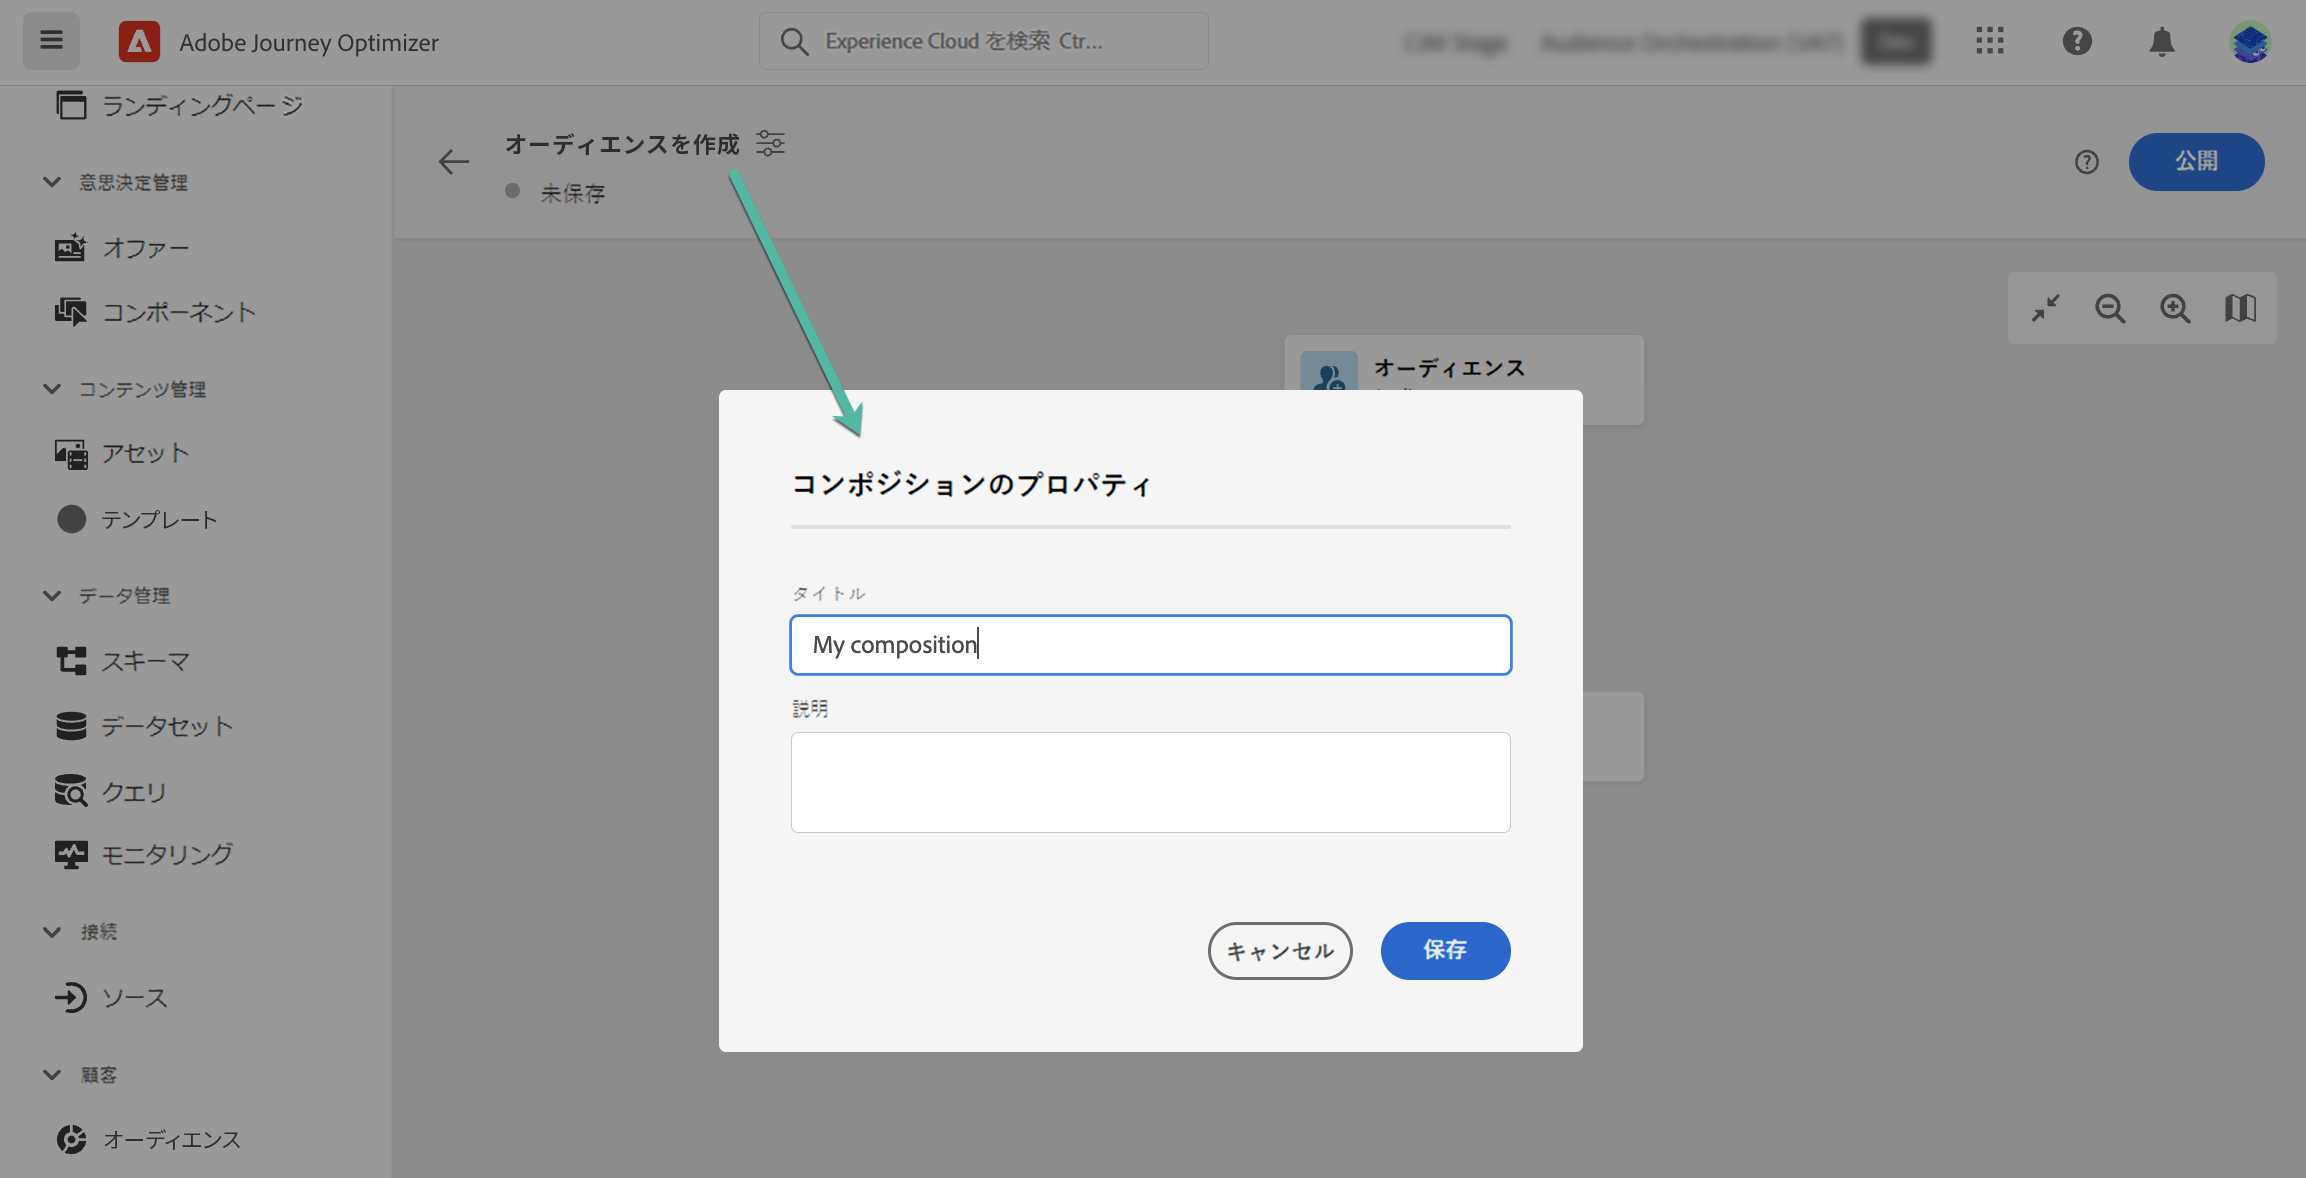 Adobe Journey Optimizer
Experience Cloud を検索 Ctr...
ランディングページ
意思決定管理
オファー
コンポーネント
コンテンツ管理
アセット
テンプレート
データ管理
スキーマ
データセット
クエリ
モニタリング
接続
ソース
顧客
オーディエンス
オーディエンスを作成
未保存
公開
オーディエンス
コンポジションのプロパティ
タイトル
My composition
説明
キャンセル
保存